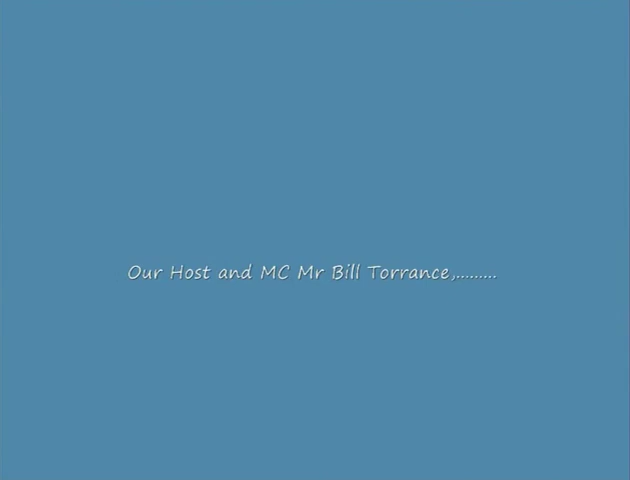 Our Host and MC Mr Bill Torrance,.........